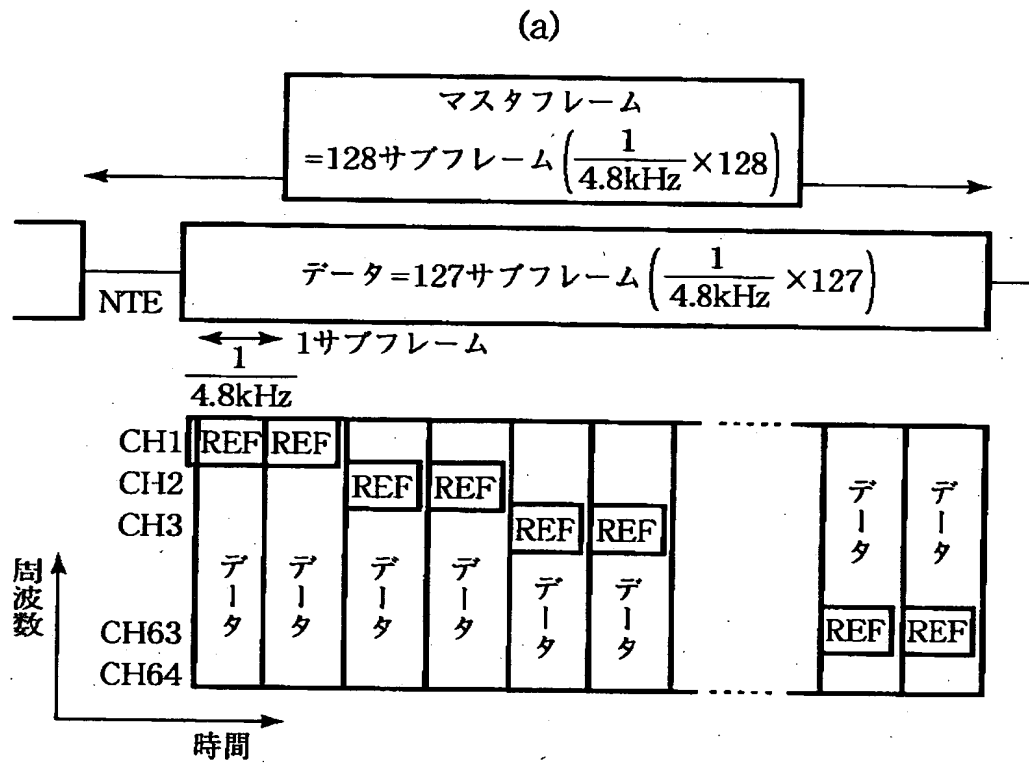 (a)
マスタフレーム
=128サブフレーム(1/4.8kHz ×128)
データ=127サブフレーム(1/4.8kHz ×127)
NTE
1サブフレーム
1/4.8kHz
CH1 REF REF
CH2 REF REF
CH3 REF REF
データ データ データ データ データ データ データ データ
CH63 REF REF
CH64
周波数
時間